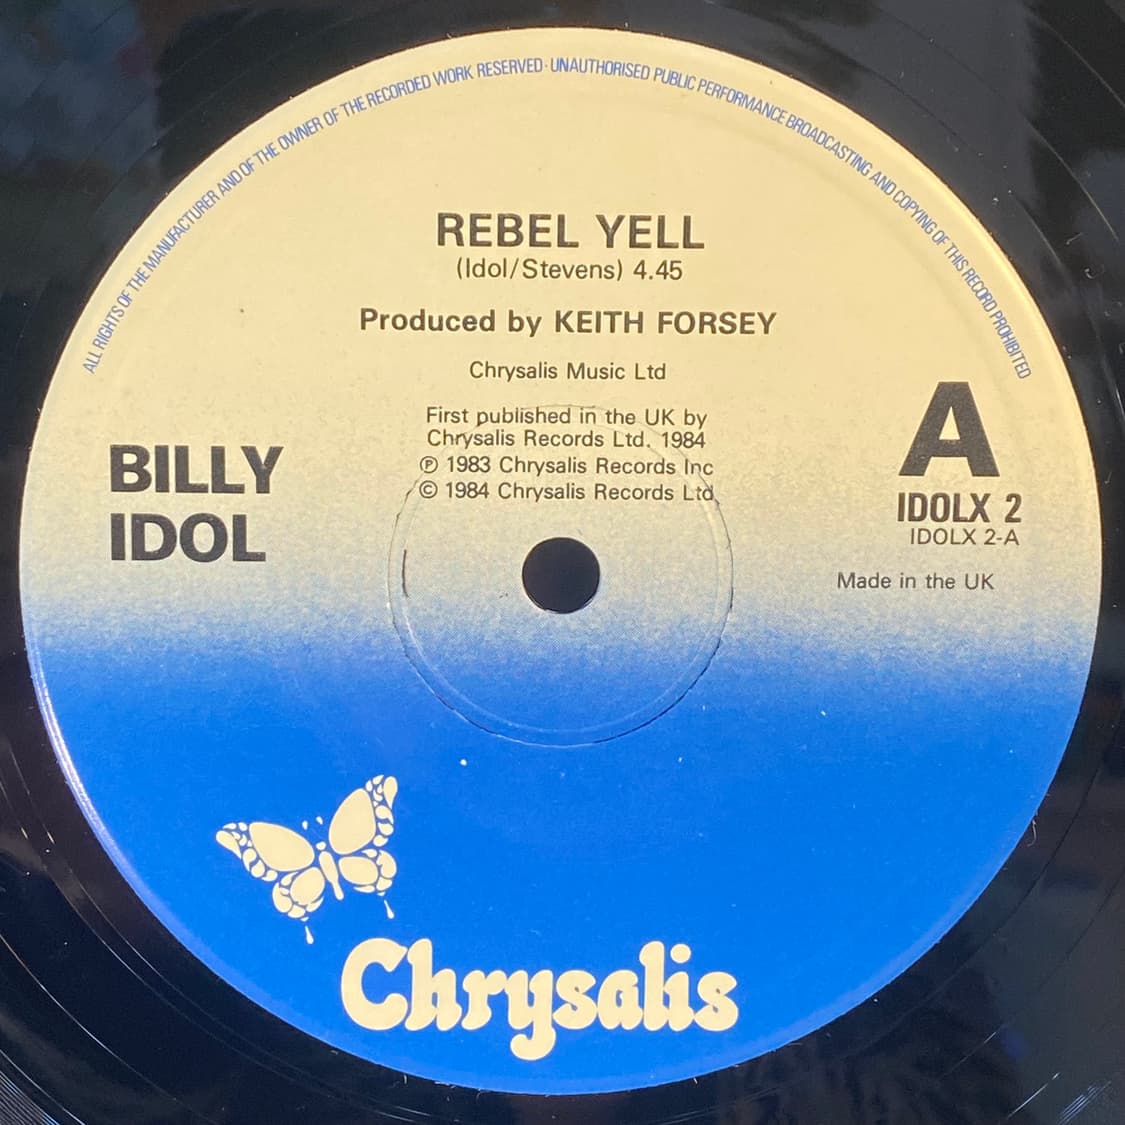 ALL RIGHTS OF THE MANUFACTURER AND OF THE OWNER OF THE RECORDED WORK RESERVED · UNAUTHORISED PUBLIC PERFORMANCE BROADCASTING AND COPYING OF THIS RECORD PROHIBITED
REBEL YELL
(Idol/Stevens) 4.45
Produced by KEITH FORSEY
Chrysalis Music Ltd
First published in the UK by
Chrysalis Records Ltd. 1984
℗ 1983 Chrysalis Records Inc
© 1984 Chrysalis Records Ltd
BILLY
IDOL
A
IDOLX 2
IDOLX 2-A
Made in the UK
Chrysalis